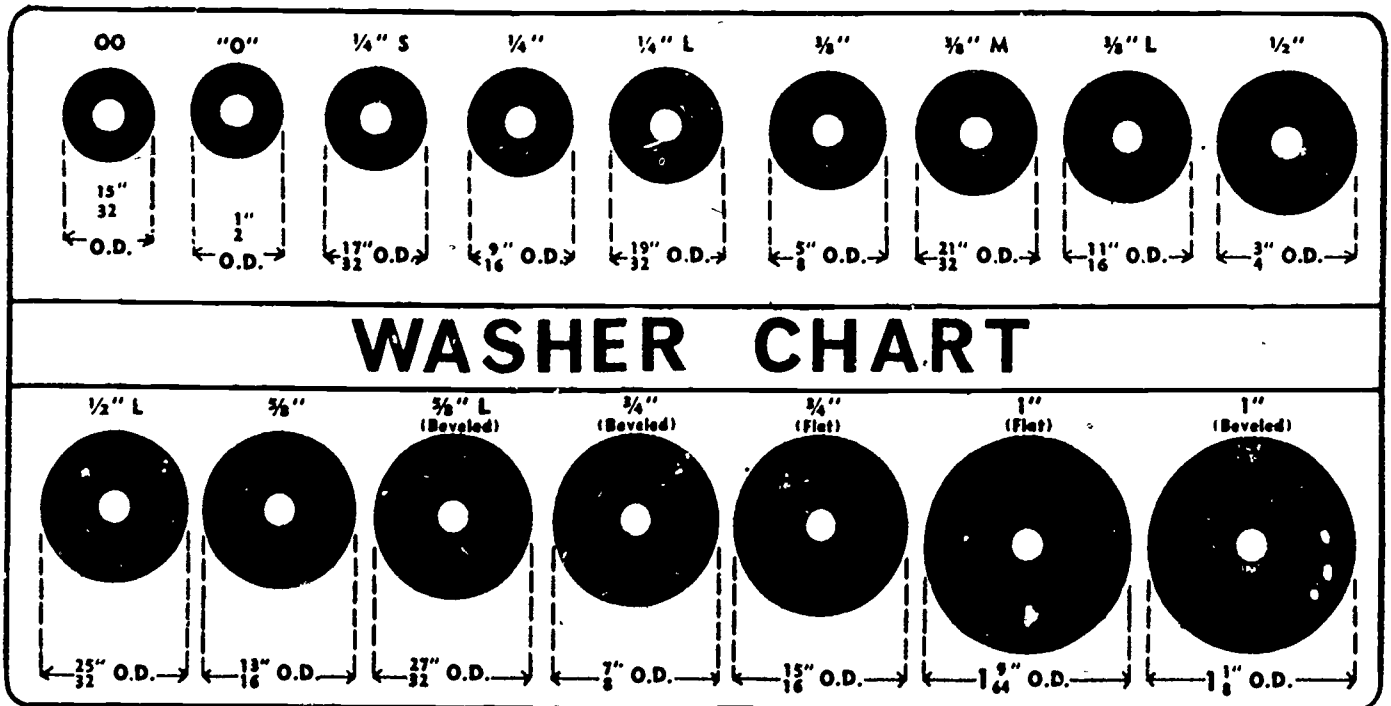 OO "O" 1/4" S 1/4" 1/4" L 3/8" 3/8" M 3/8" L 1/2"
15"/32 O.D. 1"/2 O.D. 17"/32 O.D. 9"/16 O.D. 19"/32 O.D. 5"/8 O.D. 21"/32 O.D. 11"/16 O.D. 3"/4 O.D.
WASHER CHART
1/2" L 5/8" 5/8" L 3/4" 3/4" 1" 1"
(Beveled) (Beveled) (Flat) (Flat) (Beveled)
25"/32 O.D. 13"/16 O.D. 27"/32 O.D. 7"/8 O.D. 15"/16 O.D. 1 9"/64 O.D. 1 1"/8 O.D.